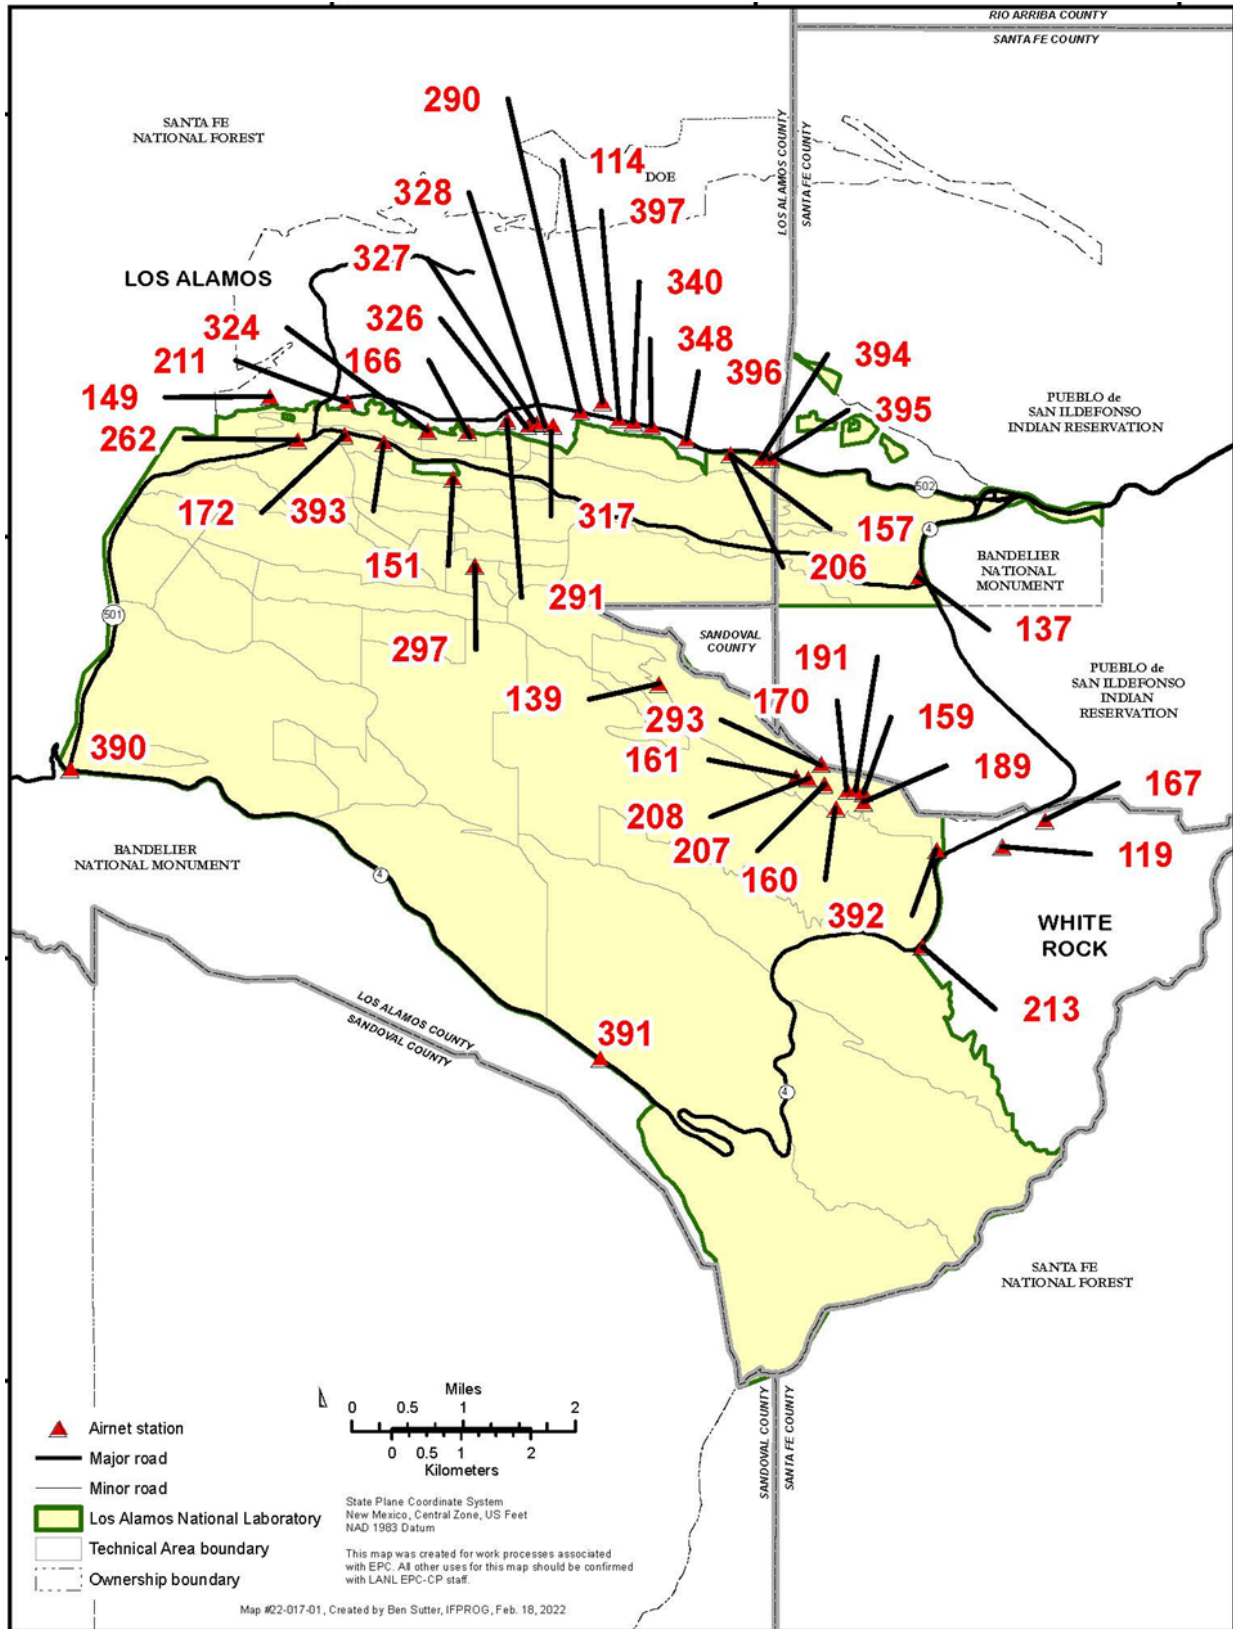 RIO ARRIBA COUNTY
SANTA FE COUNTY
290
SANTA FE
NATIONAL FOREST
114
DOE
328
397
LOS ALAMOS COUNTY
SANTA FE COUNTY
327
LOS ALAMOS
340
324
326
348
394
211
166
396
149
395
PUEBLO de
SAN ILDEFONSO
INDIAN RESERVATION
262
502
172
393
317
157
4
151
206
BANDELIER
NATIONAL
MONUMENT
291
501
137
297
SANDOVAL
COUNTY
191
PUEBLO de
SAN ILDEFONSO
INDIAN
RESERVATION
139
170
293
159
390
161
189
167
208
207
119
BANDELIER
NATIONAL MONUMENT
4
160
392
WHITE
ROCK
LOS ALAMOS COUNTY
SANDOVAL COUNTY
213
391
4
SANTA FE
NATIONAL FOREST
Miles
0 0.5 1 2
0 0.5 1 2
Kilometers
SANDOVAL COUNTY
SANTA FE COUNTY
Airnet station
Major road
Minor road
Los Alamos National Laboratory
Technical Area boundary
Ownership boundary
State Plane Coordinate System
New Mexico, Central Zone, US Feet
NAD 1983 Datum
This map was created for work processes associated
with EPC. All other uses for this map should be confirmed
with LANL EPC-CP staff.
Map #22-017-01, Created by Ben Sutter, IFPROG, Feb. 18, 2022